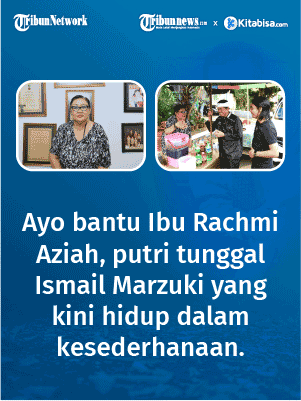 TribunNetwork
Tribunnews.com x Kitabisa.com
Ayo bantu Ibu Rachmi
Aziah, putri tunggal
Ismail Marzuki yang
kini hidup dalam
kesederhanaan.